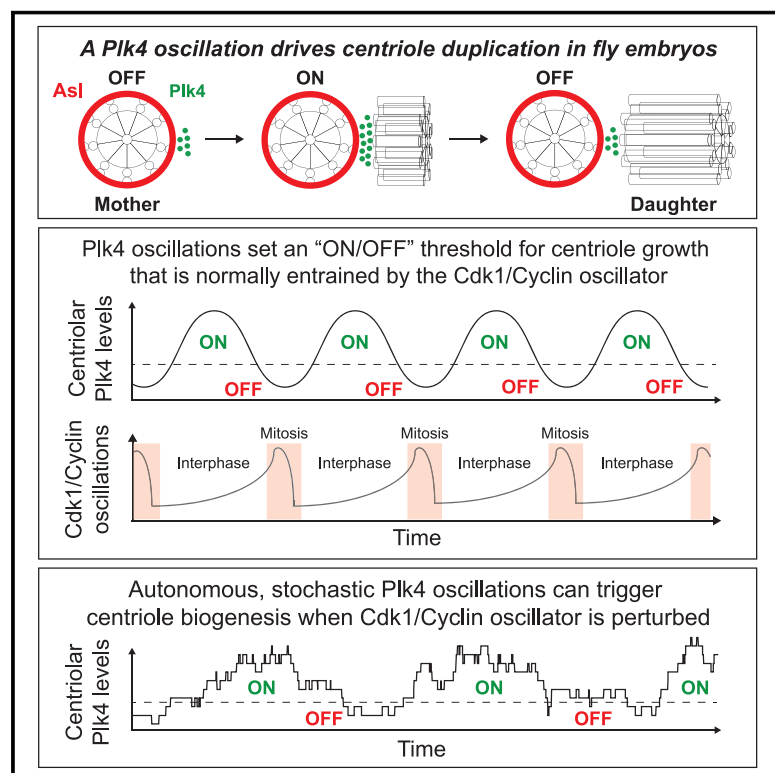 A Plk4 oscillation drives centriole duplication in fly embryos
OFF ON OFF
Asl Plk4
Mother Daughter
Plk4 oscillations set an “ON/OFF” threshold for centriole growth
that is normally entrained by the Cdk1/Cyclin oscillator
Centriolar
Plk4 levels
ON ON ON ON
OFF OFF OFF OFF
Cdk1/Cyclin
oscillations
Mitosis Mitosis Mitosis
Interphase Interphase Interphase Interphase
Time
Autonomous, stochastic Plk4 oscillations can trigger
centriole biogenesis when Cdk1/Cyclin oscillator is perturbed
Centriolar
Plk4 levels
ON ON ON
OFF OFF
Time